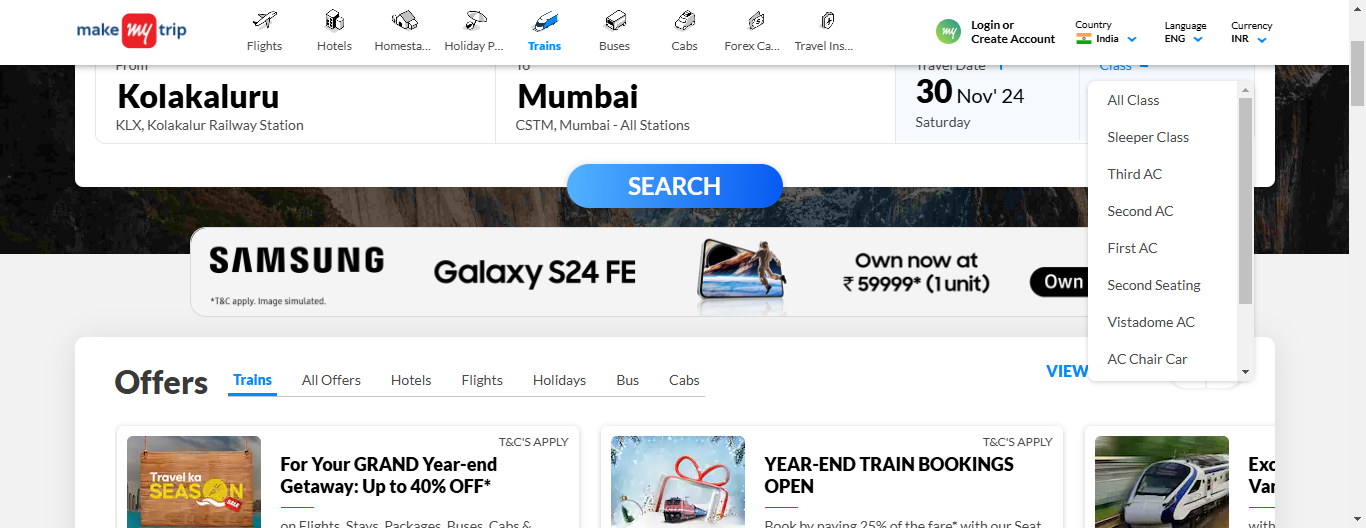 make my trip
Flights
Hotels
Homesta...
Holiday P...
Trains
Buses
Cabs
Forex Ca...
Travel Ins...
my
Login or
Create Account
Country
India
Language
ENG
Currency
INR
From
To
Travel Date
Class
Kolakaluru
KLX, Kolakalur Railway Station
Mumbai
CSTM, Mumbai - All Stations
30 Nov' 24
Saturday
All Class
Sleeper Class
Third AC
Second AC
First AC
Second Seating
Vistadome AC
AC Chair Car
SEARCH
SAMSUNG
*T&C apply. Image simulated.
Galaxy S24 FE
Own now at
₹ 59999* (1 unit)
Own
Offers
Trains
All Offers
Hotels
Flights
Holidays
Bus
Cabs
VIEW
T&C'S APPLY
Travel ka
SEASON
SALE
For Your GRAND Year-end
Getaway: Up to 40% OFF*
on Flights, Stays, Packages, Buses, Cabs &
T&C'S APPLY
YEAR-END TRAIN BOOKINGS
OPEN
Book by paying 25% of the fare* with our Seat
Exc
Van
with